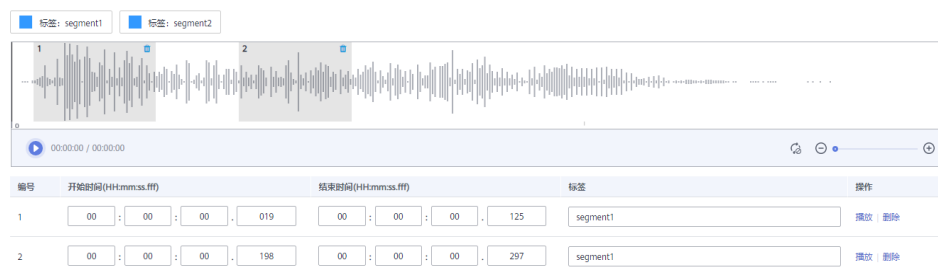 标签：segment1 标签：segment2
1 2
0
00:00:00 / 00:00:00
编号 开始时间(HH:mm:ss.fff) 结束时间(HH:mm:ss.fff) 标签 操作
1 00 : 00 : 00 . 019 00 : 00 : 00 . 125 segment1 播放 | 删除
2 00 : 00 : 00 . 198 00 : 00 : 00 . 297 segment1 播放 | 删除